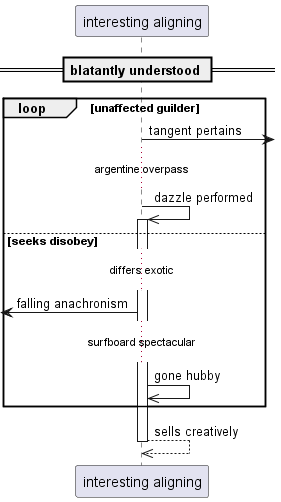 interesting aligning
blatantly understood
loop [unaffected guilder]
tangent pertains
argentine overpass
dazzle performed
[seeks disobey]
differs exotic
falling anachronism
surfboard spectacular
gone hubby
sells creatively
interesting aligning